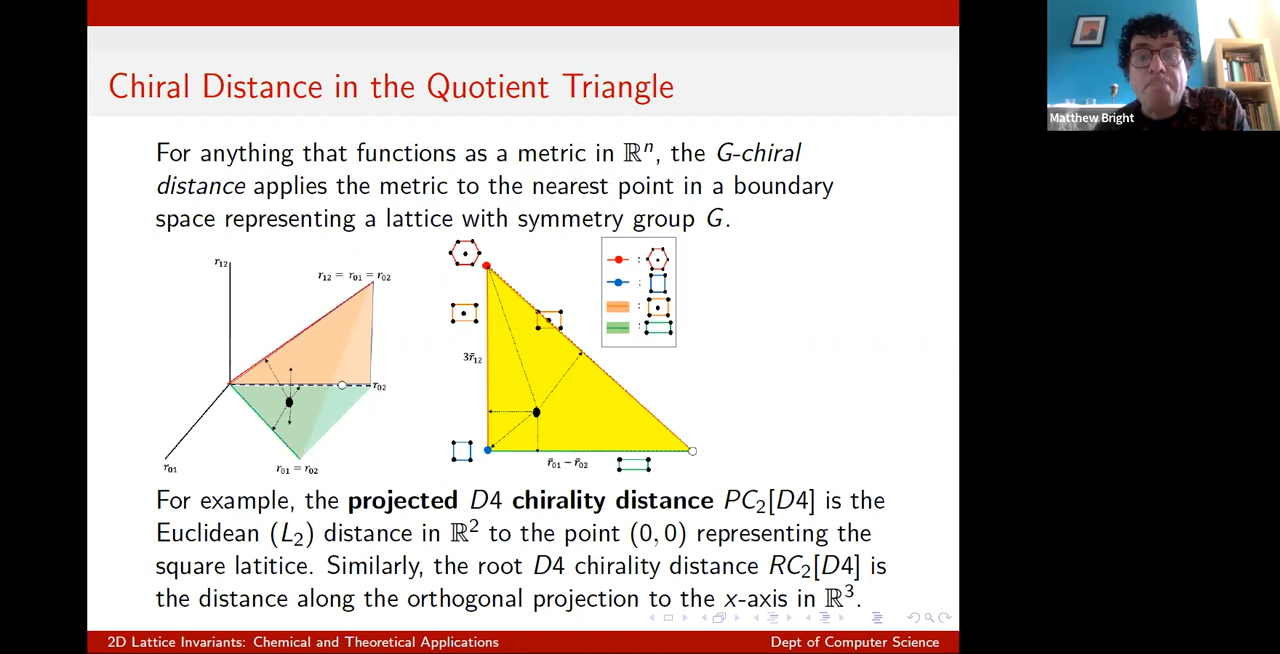 Chiral Distance in the Quotient Triangle
Matthew Bright
For anything that functions as a metric in ℝⁿ, the G-chiral
distance applies the metric to the nearest point in a boundary
space representing a lattice with symmetry group G.
r₁₂
r₁₂ = r₀₁ = r₀₂
r₀₂
r₀₁
r₀₁ = r₀₂
3r̄₁₂
r̄₀₁ − r̄₀₂
:
:
:
:
For example, the projected D4 chirality distance PC₂[D4] is the
Euclidean (L₂) distance in ℝ² to the point (0, 0) representing the
square latitice. Similarly, the root D4 chirality distance RC₂[D4] is
the distance along the orthogonal projection to the x-axis in ℝ³.
2D Lattice Invariants: Chemical and Theoretical Applications
Dept of Computer Science